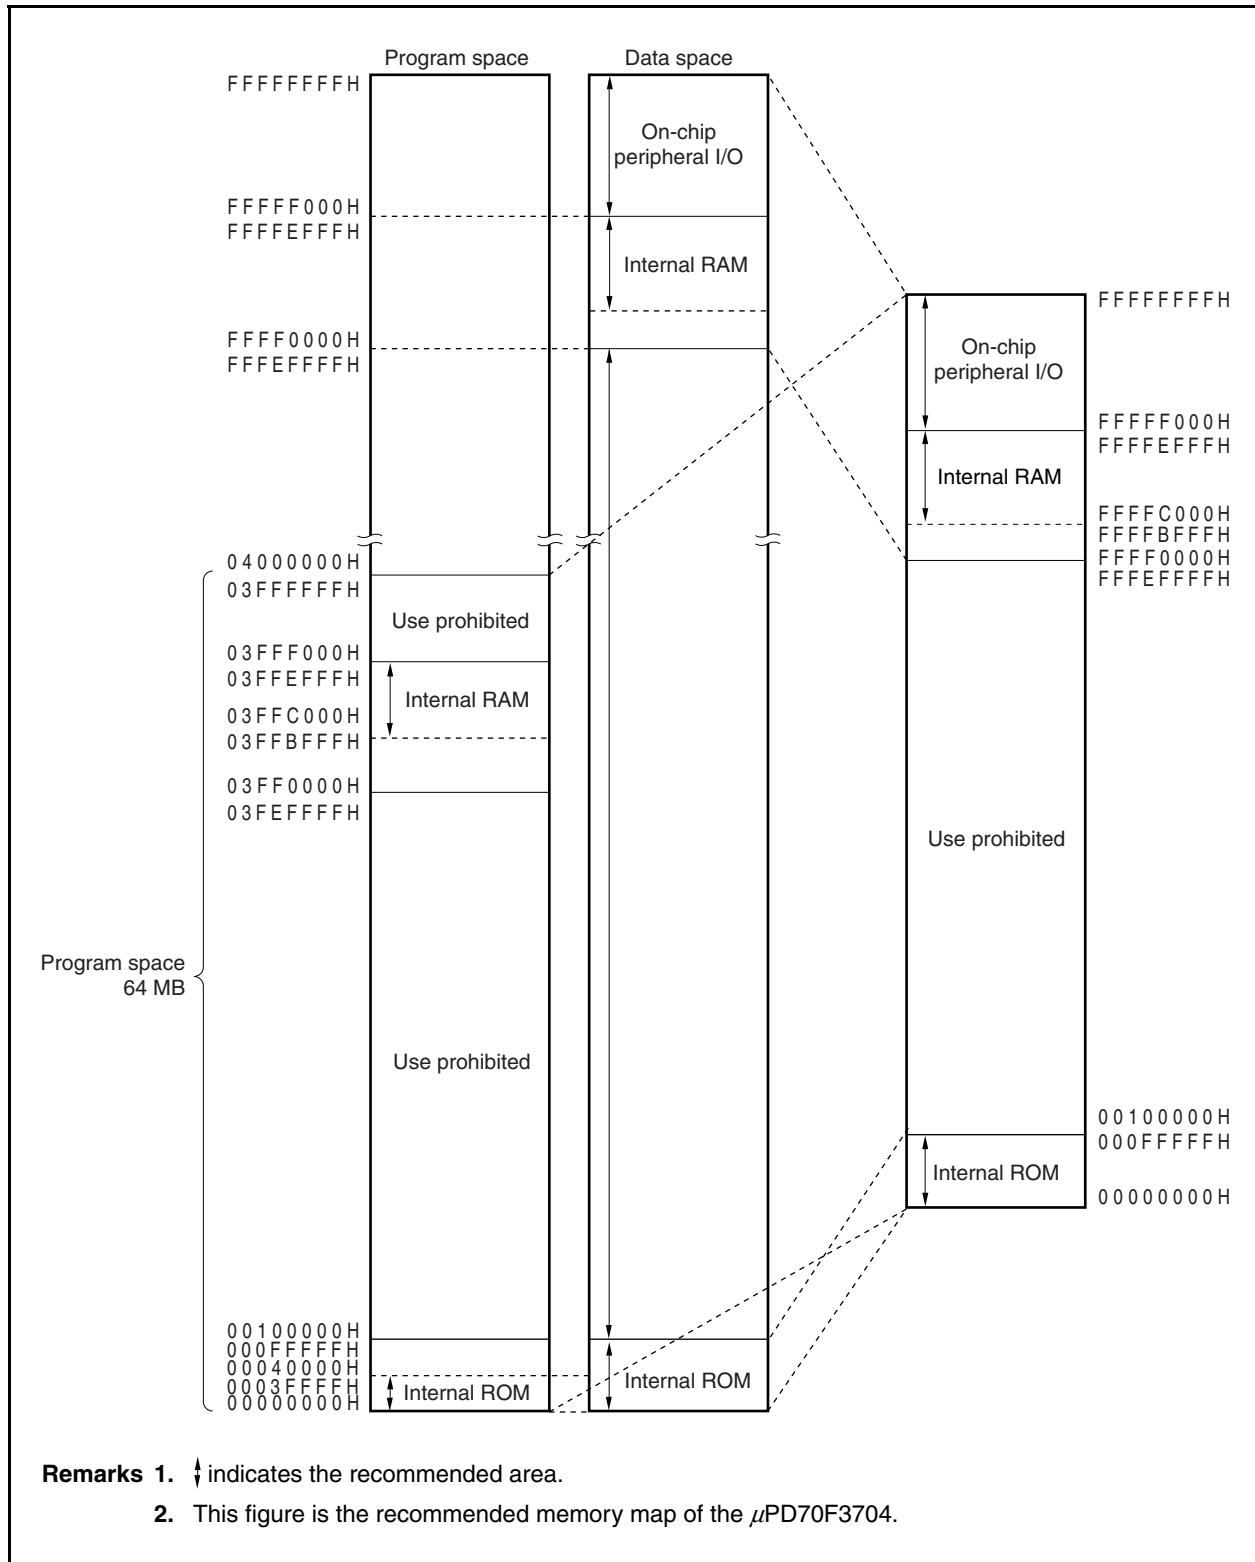 Program space
Data space
FFFFFFFFH
On-chip
peripheral I/O
FFFFF000H
FFFFEFFFH
Internal RAM
FFFF0000H
FFFEFFFFH
04000000H
03FFFFFFH
Use prohibited
03FFF000H
03FFEFFFH
Internal RAM
03FFC000H
03FFBFFFH
03FF0000H
03FEFFFFH
Program space
64 MB
Use prohibited
00100000H
000FFFFFH
00040000H
0003FFFFH
00000000H
Internal ROM
Internal ROM
FFFFFFFFH
On-chip
peripheral I/O
FFFFF000H
FFFFEFFFH
Internal RAM
FFFFC000H
FFFFBFFFH
FFFF0000H
FFFEFFFFH
Use prohibited
00100000H
000FFFFFH
Internal ROM
00000000H
Remarks 1. indicates the recommended area.
2. This figure is the recommended memory map of the μPD70F3704.